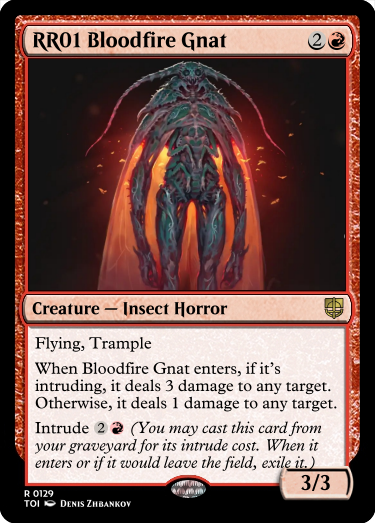 RR01 Bloodfire Gnat 2
Creature — Insect Horror
Flying, Trample
When Bloodfire Gnat enters, if it's
intruding, it deals 3 damage to any target.
Otherwise, it deals 1 damage to any target.
Intrude 2 (You may cast this card from
your graveyard for its intrude cost. When it
enters or if it would leave the field, exile it.)
3/3
R 0129
TOI Denis Zhbankov